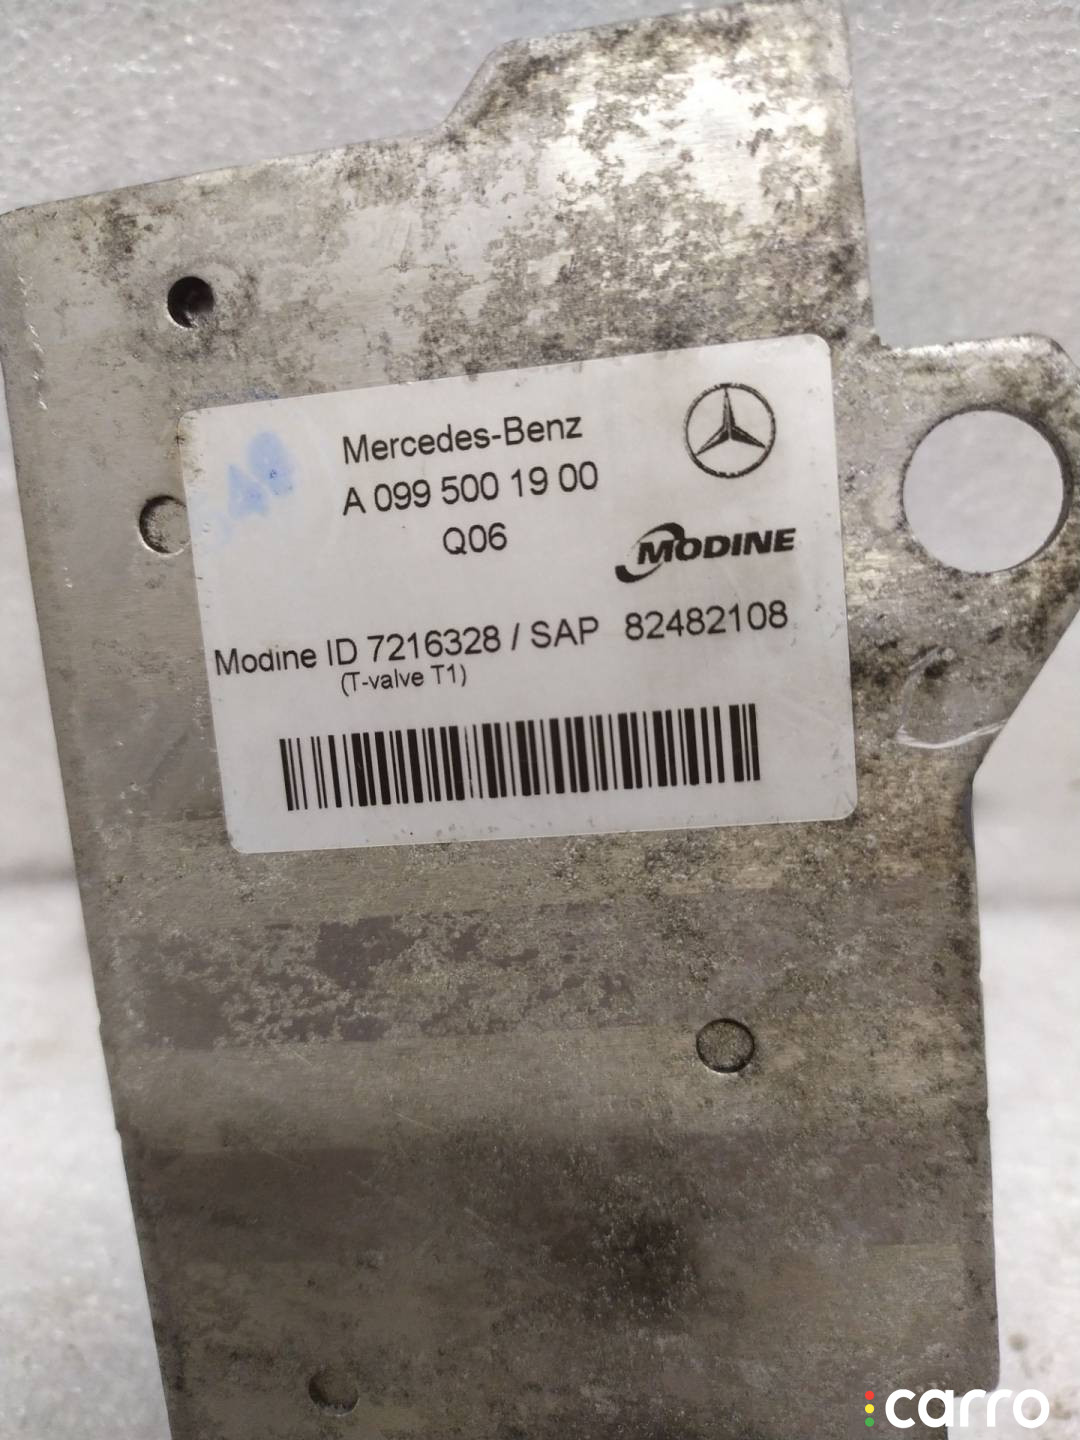 Mercedes-Benz
A 099 500 19 00
Q06
MODINE
Modine ID 7216328 / SAP 82482108
(T-valve T1)
carro